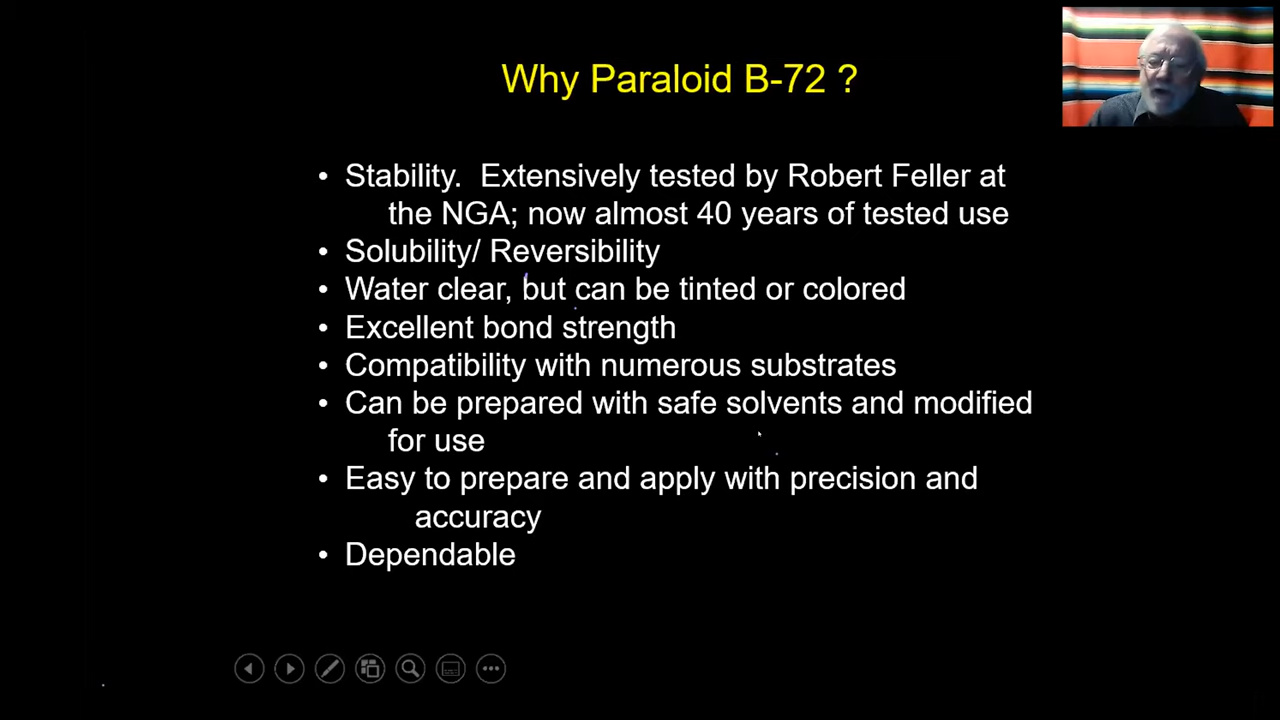 Why Paraloid B-72 ?
• Stability. Extensively tested by Robert Feller at
the NGA; now almost 40 years of tested use
• Solubility/ Reversibility
• Water clear, but can be tinted or colored
• Excellent bond strength
• Compatibility with numerous substrates
• Can be prepared with safe solvents and modified
for use
• Easy to prepare and apply with precision and
accuracy
• Dependable